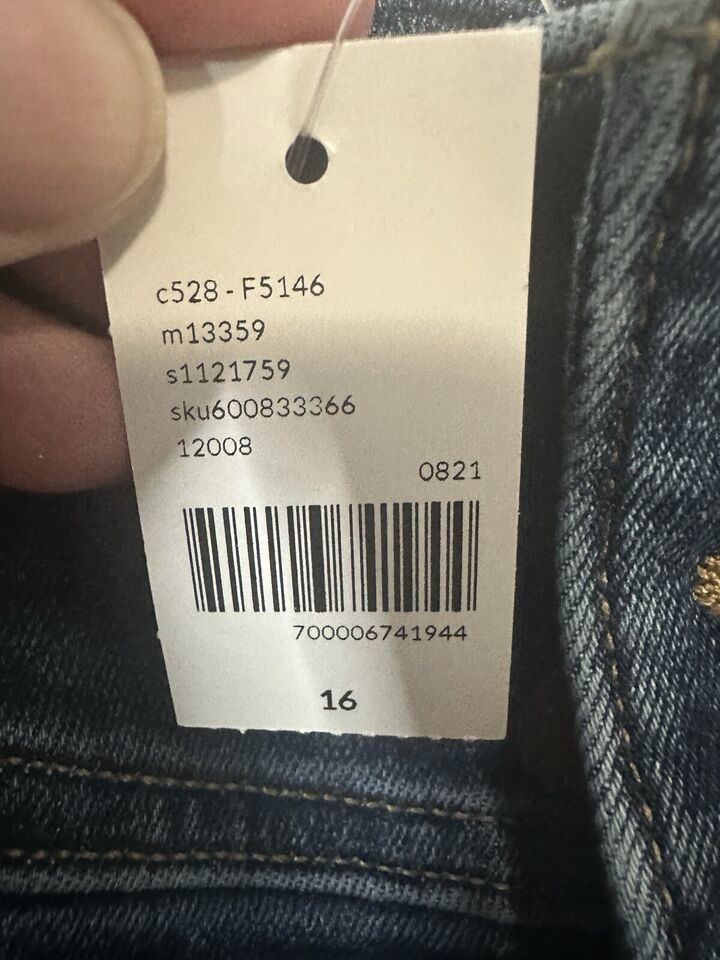 c528 - F5146
m13359
s1121759
sku600833366
12008
0821
700006741944
16